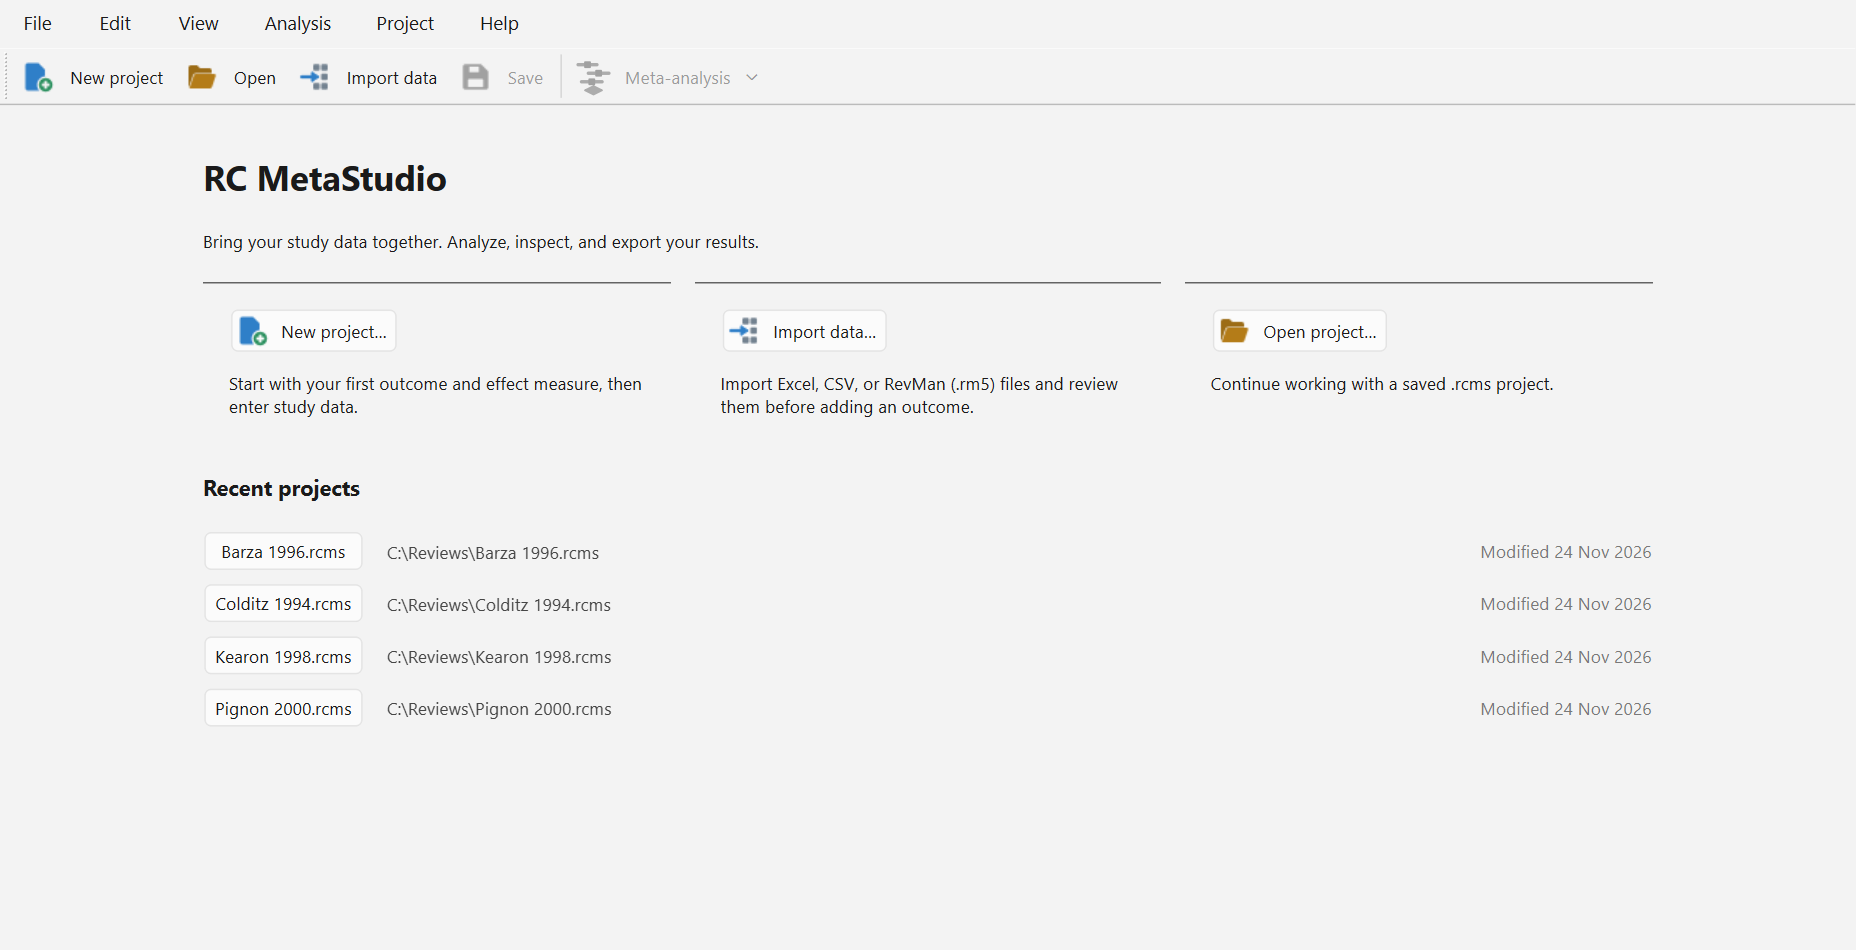 File Edit View Analysis Project Help
New project Open Import data Save Meta-analysis
RC MetaStudio
Bring your study data together. Analyze, inspect, and export your results.
New project...
Start with your first outcome and effect measure, then
enter study data.
Import data...
Import Excel, CSV, or RevMan (.rm5) files and review
them before adding an outcome.
Open project...
Continue working with a saved .rcms project.
Recent projects
Barza 1996.rcms C:\Reviews\Barza 1996.rcms Modified 24 Nov 2026
Colditz 1994.rcms C:\Reviews\Colditz 1994.rcms Modified 24 Nov 2026
Kearon 1998.rcms C:\Reviews\Kearon 1998.rcms Modified 24 Nov 2026
Pignon 2000.rcms C:\Reviews\Pignon 2000.rcms Modified 24 Nov 2026